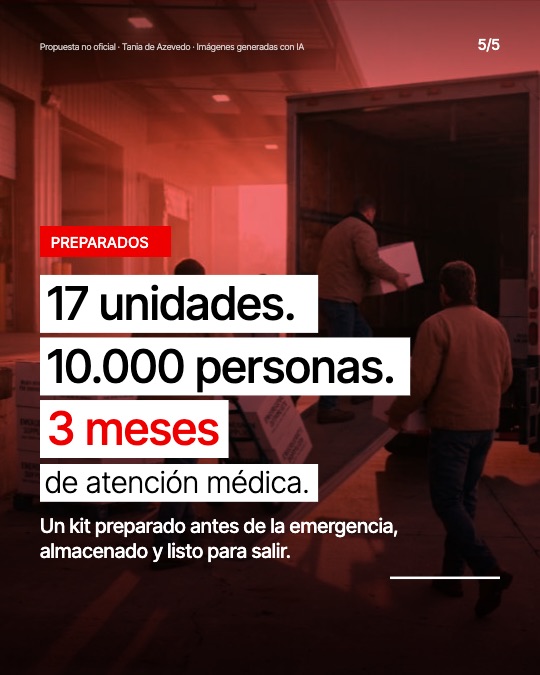 Propuesta no oficial · Tania de Azevedo · Imágenes generadas con IA
5/5
PREPARADOS
17 unidades.
10.000 personas.
3 meses
de atención médica.
Un kit preparado antes de la emergencia,
almacenado y listo para salir.